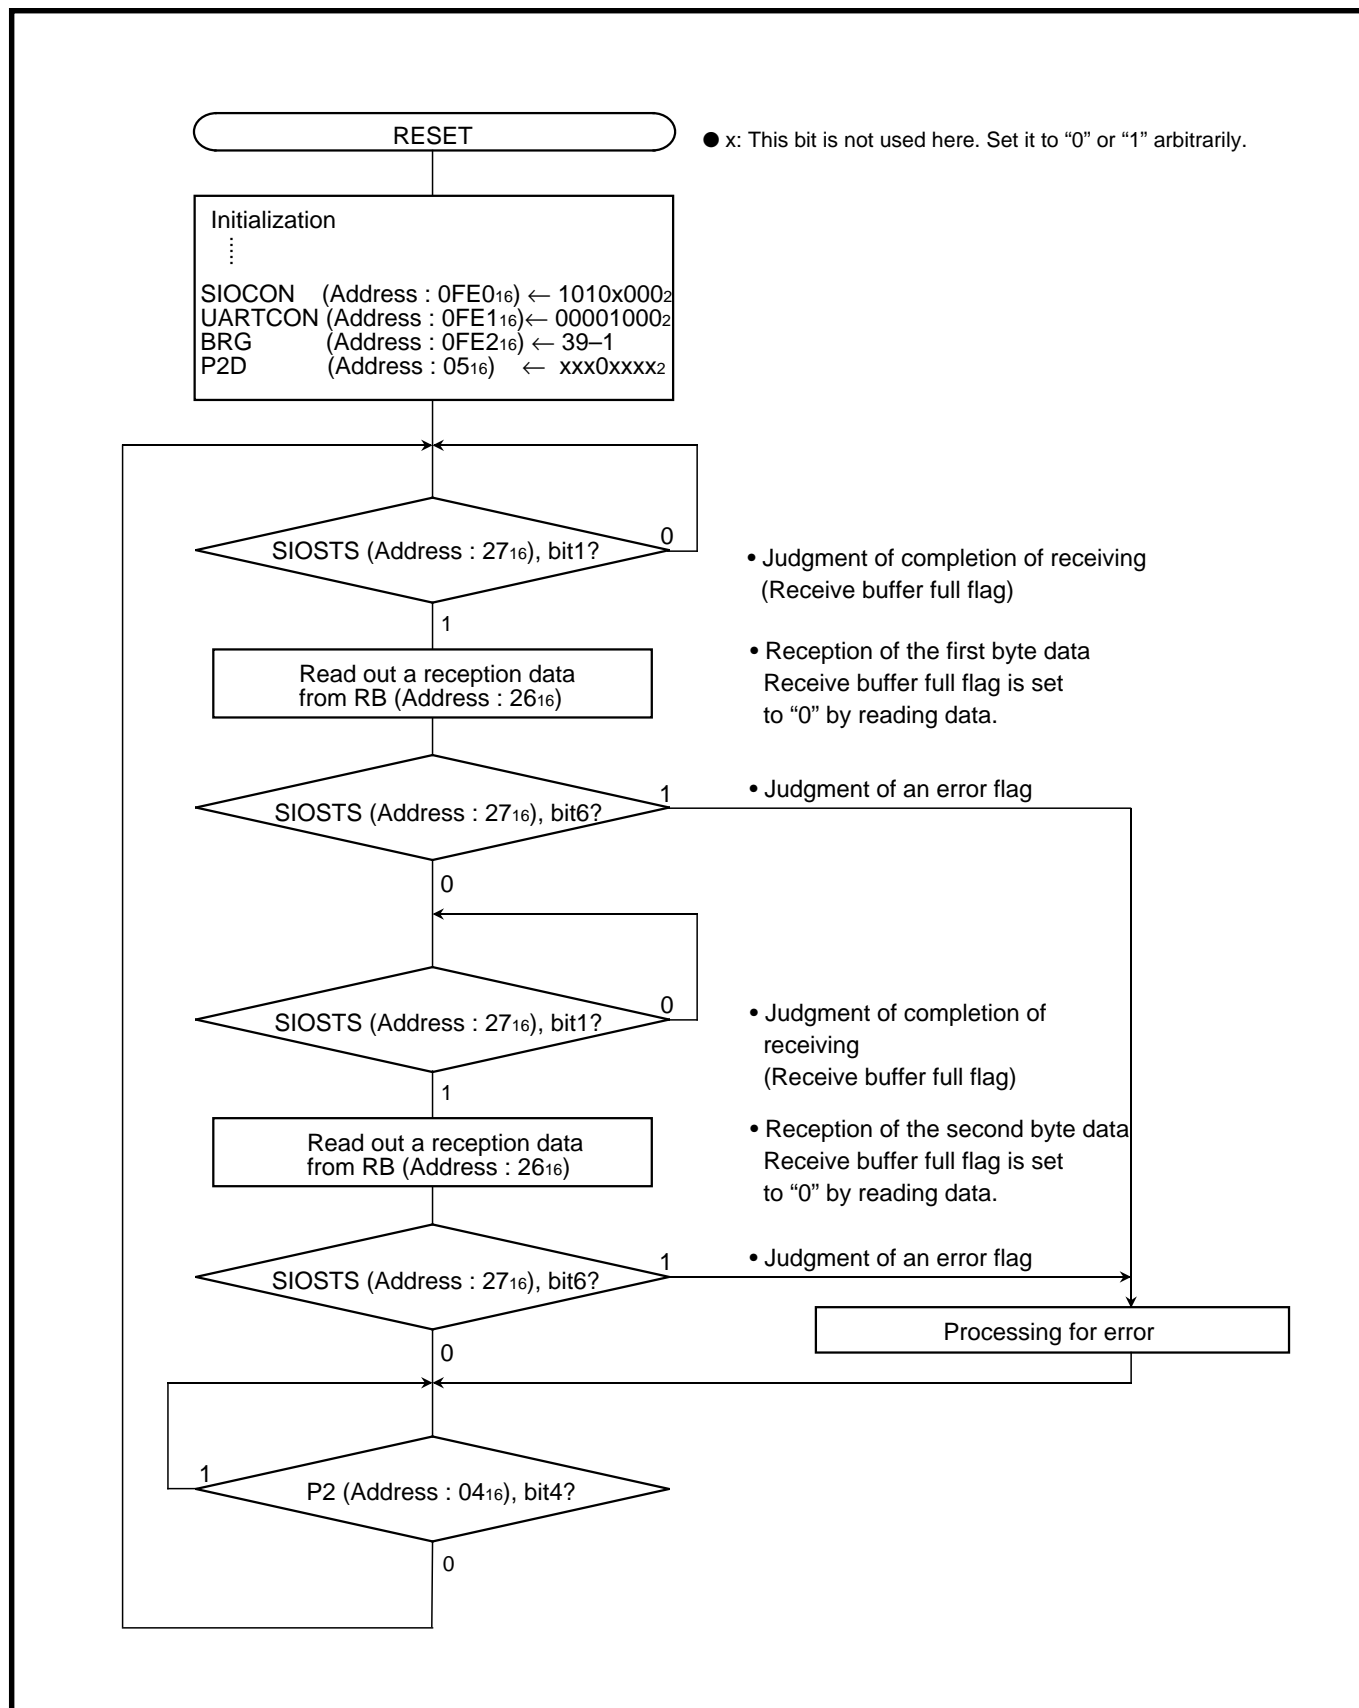 RESET
● x: This bit is not used here. Set it to “0” or “1” arbitrarily.
Initialization
SIOCON (Address : 0FE016) ← 1010x0002
UARTCON (Address : 0FE116)← 000010002
BRG (Address : 0FE216) ← 39–1
P2D (Address : 0516) ← xxx0xxxx2
0
SIOSTS (Address : 2716), bit1?
• Judgment of completion of receiving
(Receive buffer full flag)
1
Read out a reception data
from RB (Address : 2616)
• Reception of the first byte data
Receive buffer full flag is set
to “0” by reading data.
1
• Judgment of an error flag
SIOSTS (Address : 2716), bit6?
0
0
SIOSTS (Address : 2716), bit1?
• Judgment of completion of
receiving
(Receive buffer full flag)
1
Read out a reception data
from RB (Address : 2616)
• Reception of the second byte data
Receive buffer full flag is set
to “0” by reading data.
1
• Judgment of an error flag
SIOSTS (Address : 2716), bit6?
Processing for error
0
1
P2 (Address : 0416), bit4?
0